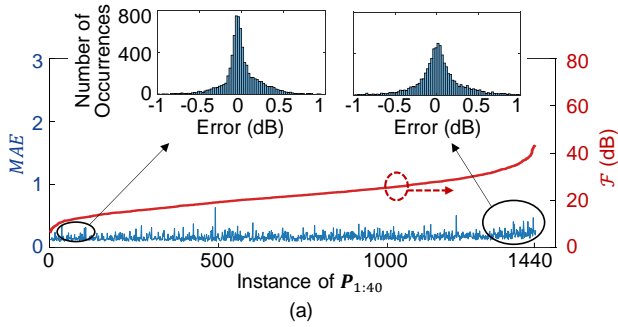 Number of
Occurrences
800
400
0
-1 -0.5 0 0.5 1
Error (dB)
-1 -0.5 0 0.5 1
Error (dB)
MAE
3
2
1
0
80
60
40
20
0
ℱ (dB)
0 500 1000 1440
Instance of P1:40
(a)